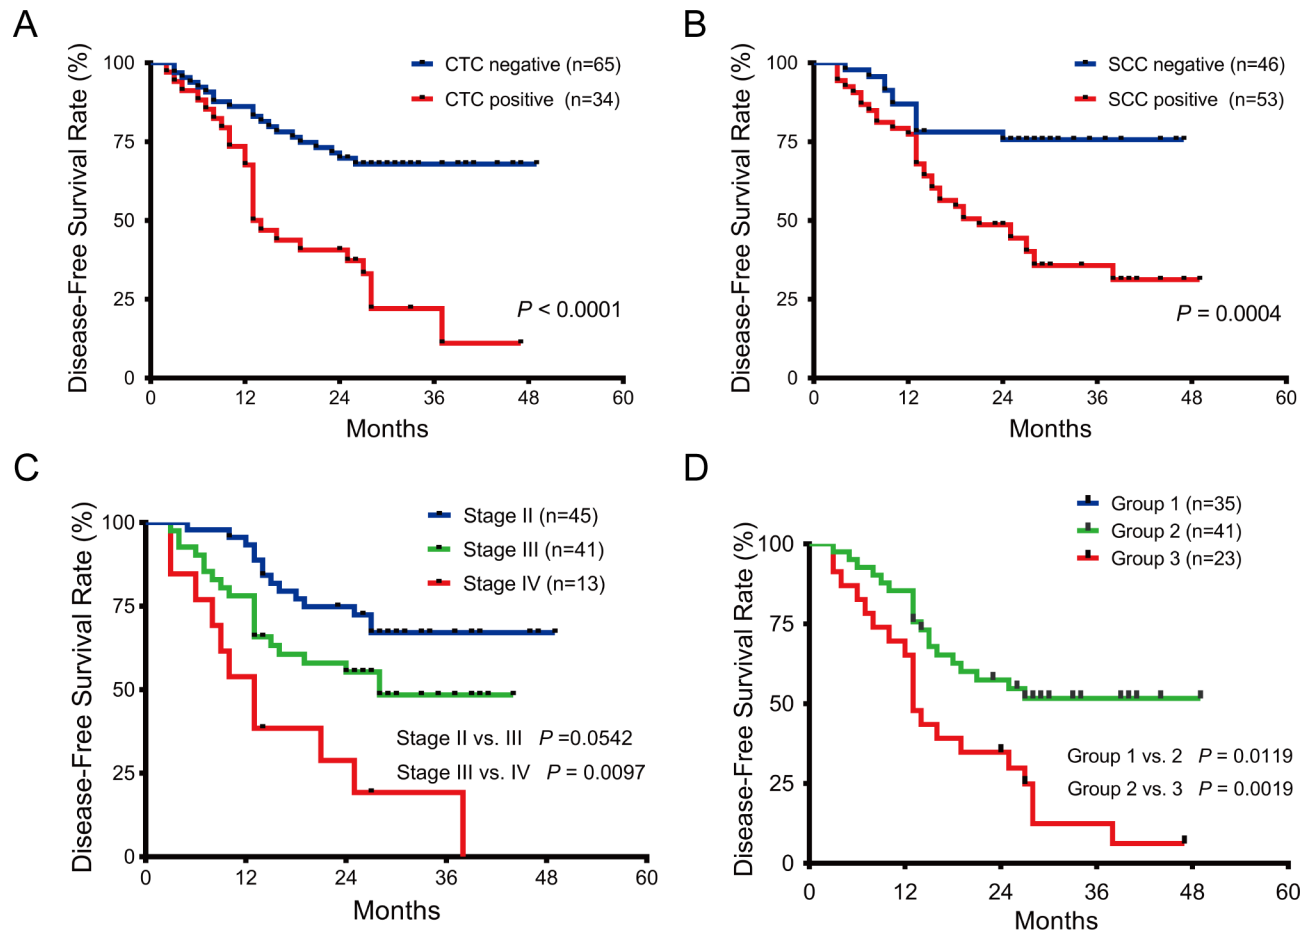 A
Disease-Free Survival Rate (%)
100
75
50
25
0
0 12 24 36 48 60
Months
CTC negative (n=65)
CTC positive (n=34)
P < 0.0001
B
Disease-Free Survival Rate (%)
100
75
50
25
0
0 12 24 36 48 60
Months
SCC negative (n=46)
SCC positive (n=53)
P = 0.0004
C
Disease-Free Survival Rate (%)
100
75
50
25
0
0 12 24 36 48 60
Months
Stage II (n=45)
Stage III (n=41)
Stage IV (n=13)
Stage II vs. III P =0.0542
Stage III vs. IV P = 0.0097
D
Disease-Free Survival Rate (%)
100
75
50
25
0
0 12 24 36 48 60
Months
Group 1 (n=35)
Group 2 (n=41)
Group 3 (n=23)
Group 1 vs. 2 P = 0.0119
Group 2 vs. 3 P = 0.0019